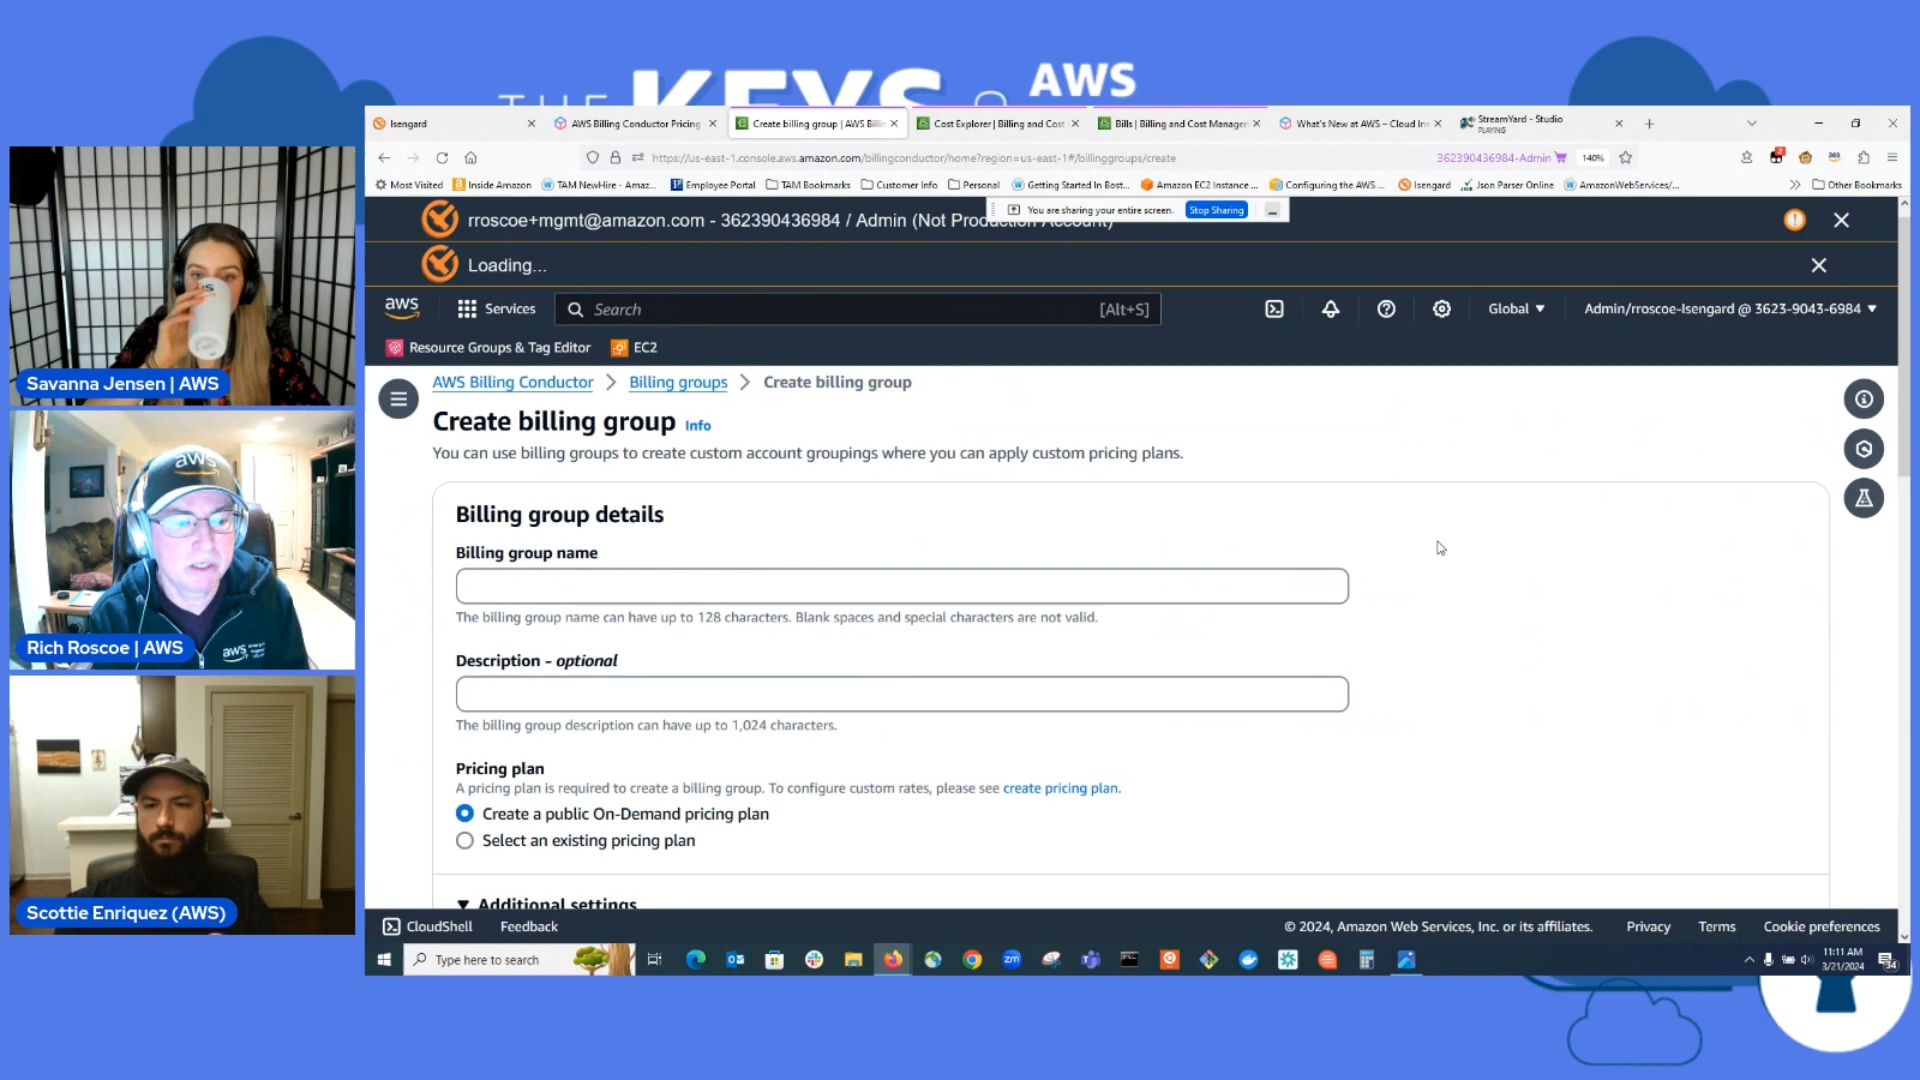 THE KEYS
AWS
Isengard
AWS Billing Conductor Pricing
Create billing group | AWS Billin
Cost Explorer | Billing and Cost
Bills | Billing and Cost Managem
What's New at AWS – Cloud Inn
StreamYard - Studio
PLAYING
https://us-east-1.console.aws.amazon.com/billingconductor/home?region=us-east-1#/billinggroups/create
362390436984-Admin
140%
Most Visited
Inside Amazon
TAM NewHire - Amaz...
Employee Portal
TAM Bookmarks
Customer Info
Personal
Getting Started In Bost...
Amazon EC2 Instance ...
Configuring the AWS ...
Isengard
Json Parser Online
AmazonWebServices/...
Other Bookmarks
You are sharing your entire screen.
Stop Sharing
rroscoe+mgmt@amazon.com - 362390436984 / Admin (Not Production Account)
Loading...
aws
Services
Search
[Alt+S]
Global
Admin/rroscoe-Isengard @ 3623-9043-6984
Resource Groups & Tag Editor
EC2
AWS Billing Conductor
Billing groups
Create billing group
Create billing group
Info
You can use billing groups to create custom account groupings where you can apply custom pricing plans.
Billing group details
Billing group name
The billing group name can have up to 128 characters. Blank spaces and special characters are not valid.
Description - optional
The billing group description can have up to 1,024 characters.
Pricing plan
A pricing plan is required to create a billing group. To configure custom rates, please see create pricing plan.
Create a public On-Demand pricing plan
Select an existing pricing plan
Additional settings
CloudShell
Feedback
© 2024, Amazon Web Services, Inc. or its affiliates.
Privacy
Terms
Cookie preferences
Type here to search
zm
11:11 AM
3/21/2024
34
Savanna Jensen | AWS
aws
aws
Rich Roscoe | AWS
Scottie Enriquez (AWS)